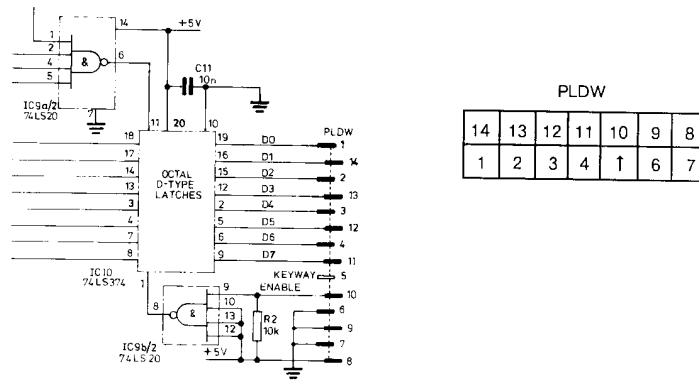 14
+5V
1
2
4
5
&
6
C11
10n
IC9a/2
74LS20
7
11
20
10
PLDW
18
17
14
13
3
4
7
8
OCTAL
D-TYPE
LATCHES
19 D0 1
16 D1 14
15 D2 2
12 D3 13
2 D4 3
5 D5 12
6 D6 4
9 D7 11
KEYWAY 5
IC10
74LS374
1
ENABLE 10
8
&
9
10
13
12
R2
10k
6
9
7
8
IC9b/2
74LS20
+5V
PLDW
14 13 12 11 10 9 8
1 2 3 4 ↑ 6 7